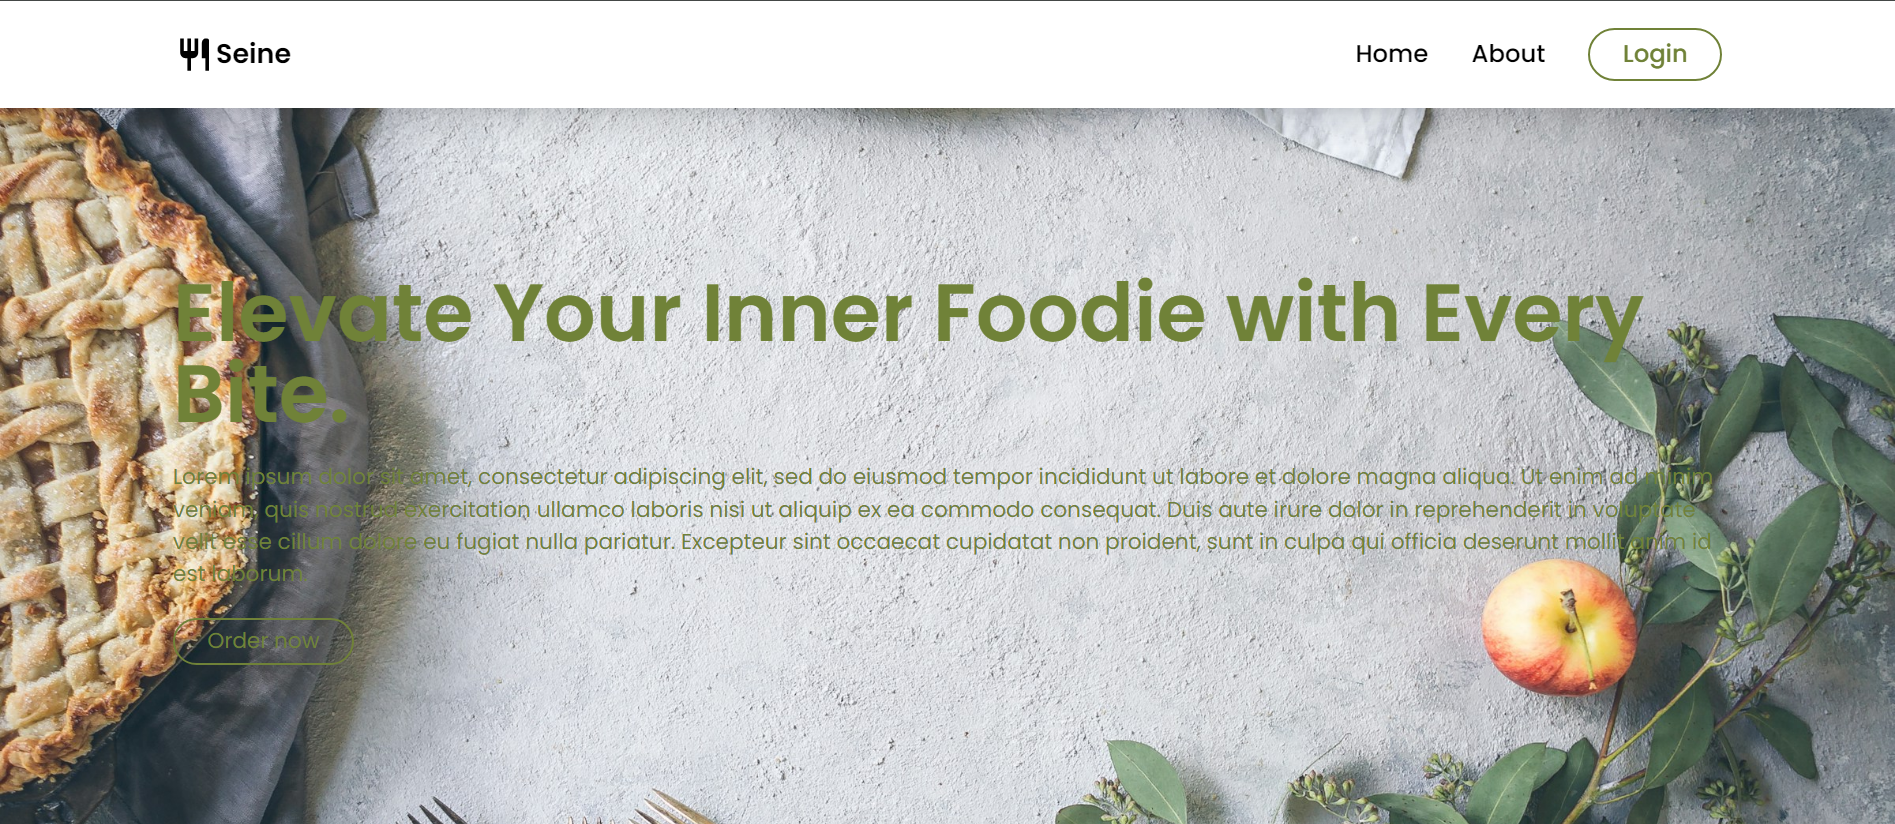 Seine
Home About Login
Elevate Your Inner Foodie with Every
Bite.
Lorem ipsum dolor sit amet, consectetur adipiscing elit, sed do eiusmod tempor incididunt ut labore et dolore magna aliqua. Ut enim ad minim
veniam, quis nostrud exercitation ullamco laboris nisi ut aliquip ex ea commodo consequat. Duis aute irure dolor in reprehenderit in voluptate
velit esse cillum dolore eu fugiat nulla pariatur. Excepteur sint occaecat cupidatat non proident, sunt in culpa qui officia deserunt mollit anim id
est laborum.
Order now